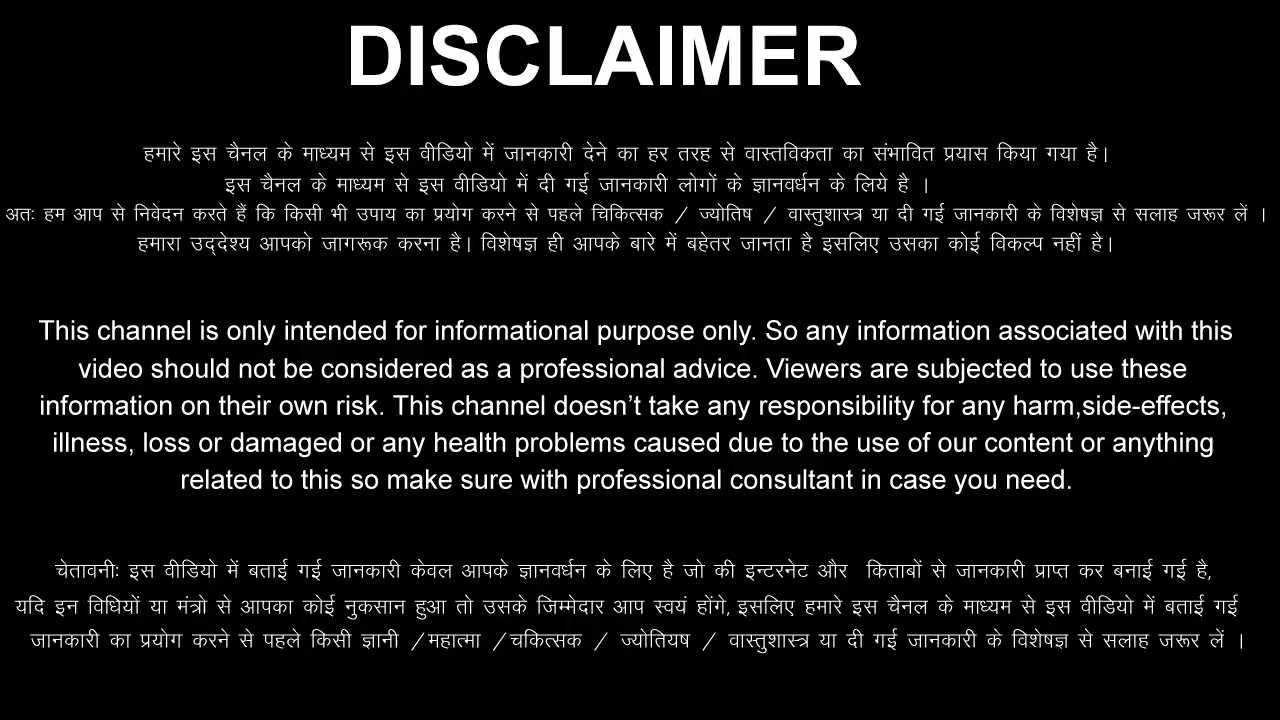 DISCLAIMER
हमारे इस चैनल के माध्यम से इस वीडियो में जानकारी देने का हर तरह से वास्तविकता का संभावित प्रयास किया गया है।
इस चैनल के माध्यम से इस वीडियो में दी गई जानकारी लोगों के ज्ञानवर्धन के लिये है ।
अतः हम आप से निवेदन करते हैं कि किसी भी उपाय का प्रयोग करने से पहले चिकित्सक / ज्योतिष / वास्तुशास्त्र या दी गई जानकारी के विशेषज्ञ से सलाह जरूर लें ।
हमारा उद्देश्य आपको जागरूक करना है। विशेषज्ञ ही आपके बारे में बहेतर जानता है इसलिए उसका कोई विकल्प नहीं है।
This channel is only intended for informational purpose only. So any information associated with this
video should not be considered as a professional advice. Viewers are subjected to use these
information on their own risk. This channel doesn’t take any responsibility for any harm,side-effects,
illness, loss or damaged or any health problems caused due to the use of our content or anything
related to this so make sure with professional consultant in case you need.
चेतावनीः इस वीडियो में बताई गई जानकारी केवल आपके ज्ञानवर्धन के लिए है जो की इन्टरनेट और किताबों से जानकारी प्राप्त कर बनाई गई है,
यदि इन विधियों या मंत्रो से आपका कोई नुकसान हुआ तो उसके जिम्मेदार आप स्वयं होंगे, इसलिए हमारे इस चैनल के माध्यम से इस वीडियो में बताई गई
जानकारी का प्रयोग करने से पहले किसी ज्ञानी /महात्मा /चकित्सक / ज्योतियष / वास्तुशास्त्र या दी गई जानकारी के विशेषज्ञ से सलाह जरूर लें ।